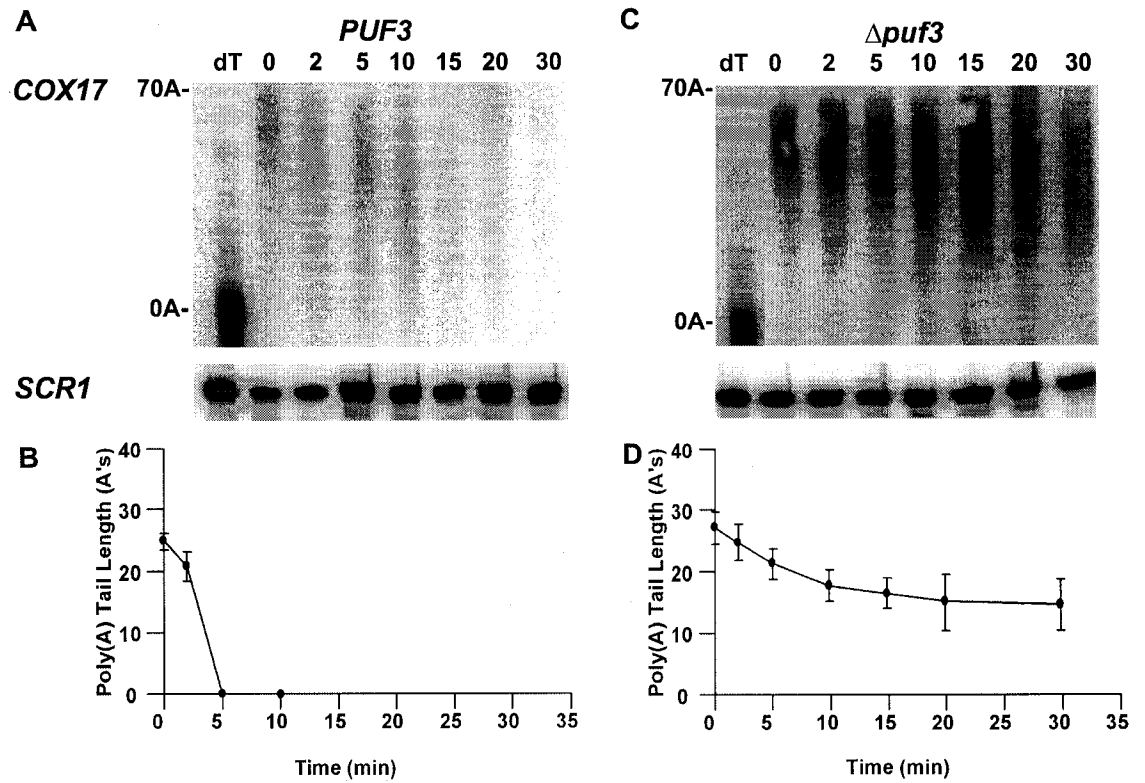 A
PUF3
dT 0 2 5 10 15 20 30
COX17
70A-
0A-
SCR1
B
Poly(A) Tail Length (A's)
40
30
20
10
0
0 5 10 15 20 25 30 35
Time (min)
C
Δpuf3
dT 0 2 5 10 15 20 30
70A-
0A-
D
Poly(A) Tail Length (A's)
40
30
20
10
0
0 5 10 15 20 25 30 35
Time (min)